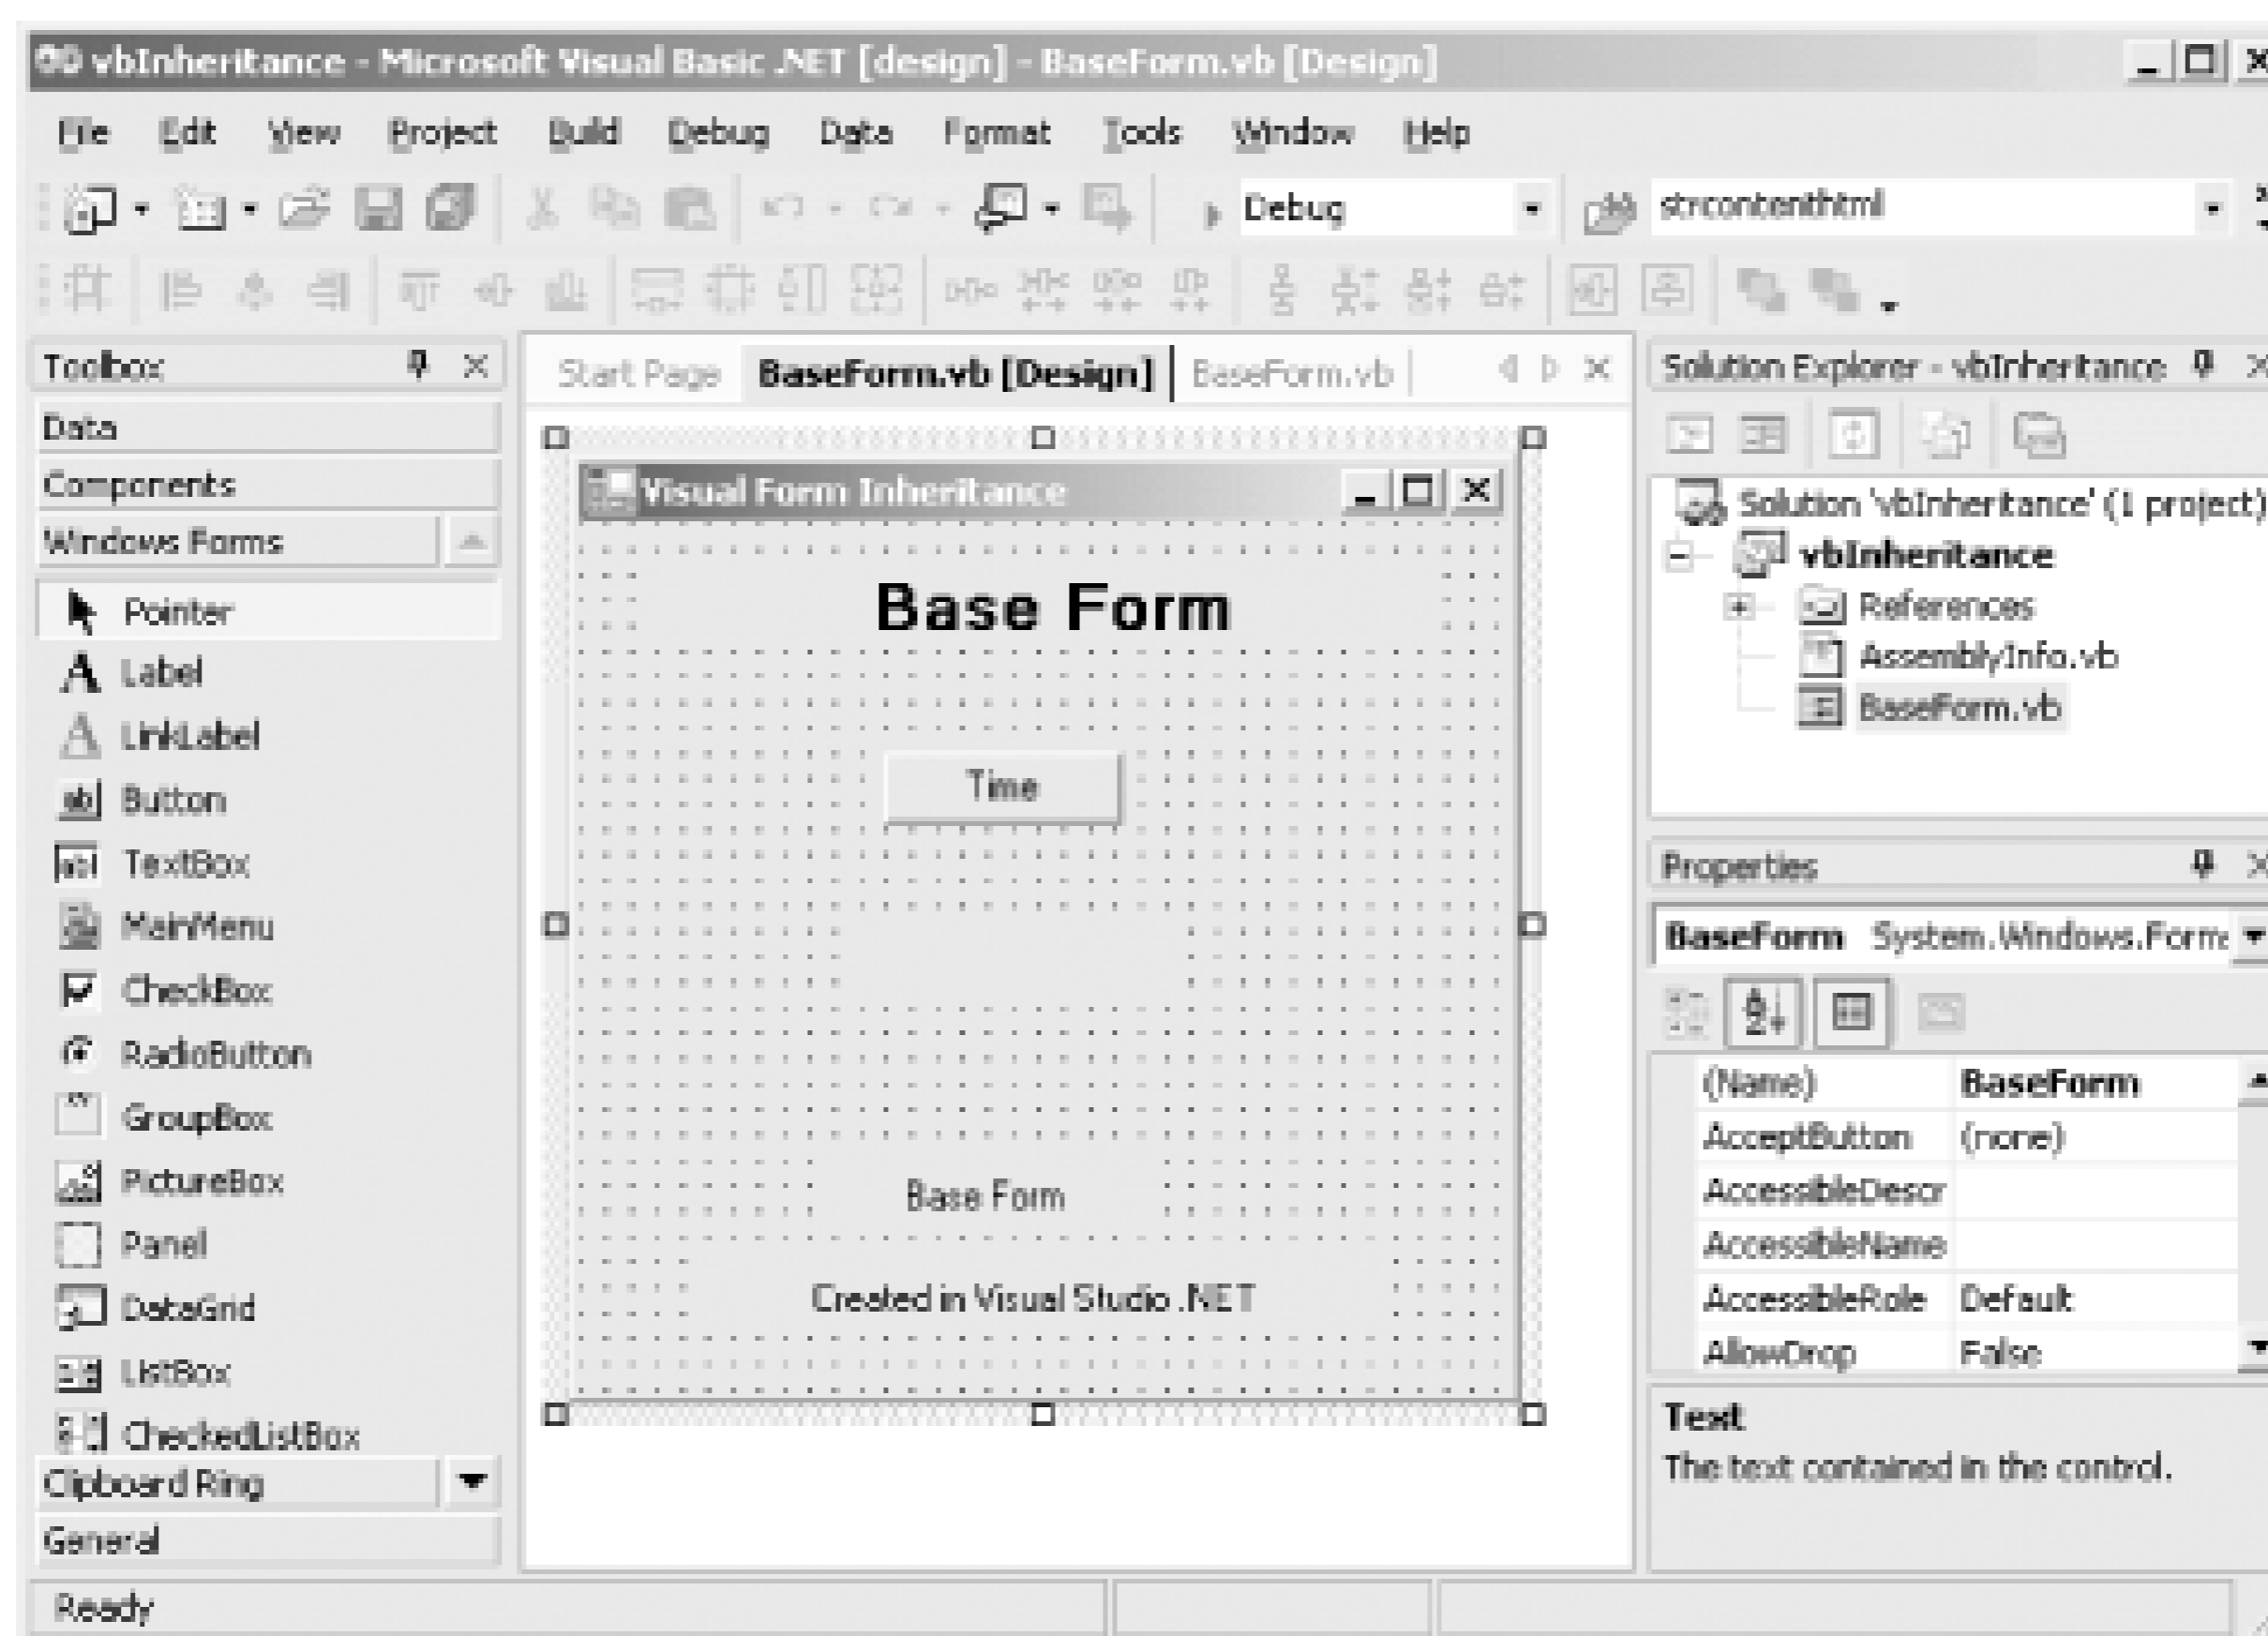 vbInheritance - Microsoft Visual Basic .NET [design] - BaseForm.vb [Design]
File Edit View Project Build Debug Data Format Tools Window Help
Debug strcontenthtml
Toolbox
Data
Components
Windows Forms
Pointer
Label
LinkLabel
Button
TextBox
MainMenu
CheckBox
RadioButton
GroupBox
PictureBox
Panel
DataGrid
ListBox
CheckedListBox
Clipboard Ring
General
Start Page BaseForm.vb [Design] BaseForm.vb
Visual Form Inheritance
Base Form
Time
Base Form
Created in Visual Studio .NET
Solution Explorer - vbInheritance
Solution 'vbInheritance' (1 project)
vbInheritance
References
AssemblyInfo.vb
BaseForm.vb
Properties
BaseForm System.Windows.Form
(Name) BaseForm
AcceptButton (none)
AccessibleDescr
AccessibleName
AccessibleRole Default
AllowDrop False
Text
The text contained in the control.
Ready